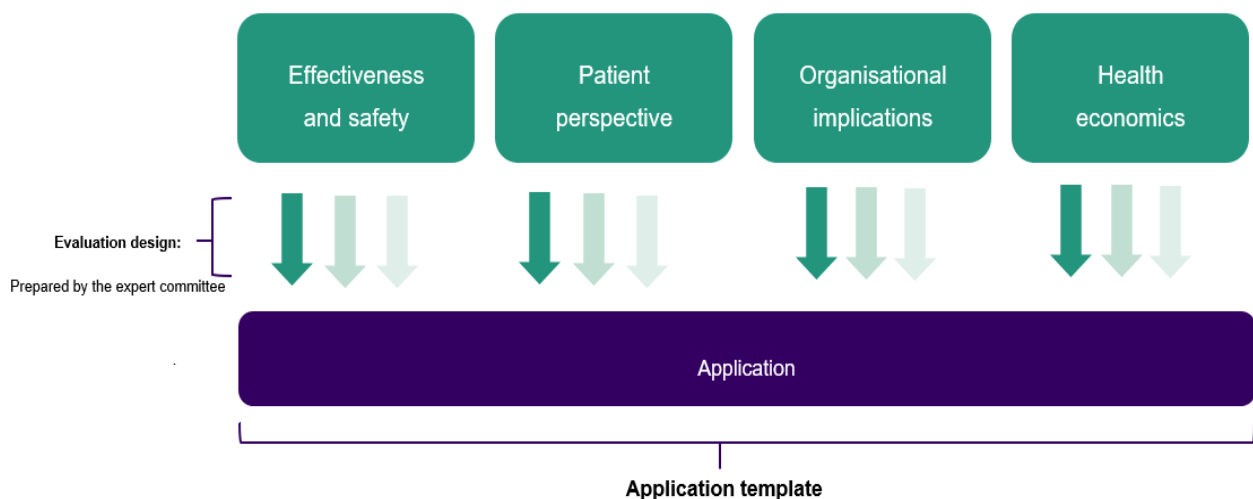 Effectiveness
and safety
Patient
perspective
Organisational
implications
Health
economics
Evaluation design:
Prepared by the expert committee
.
Application
Application template